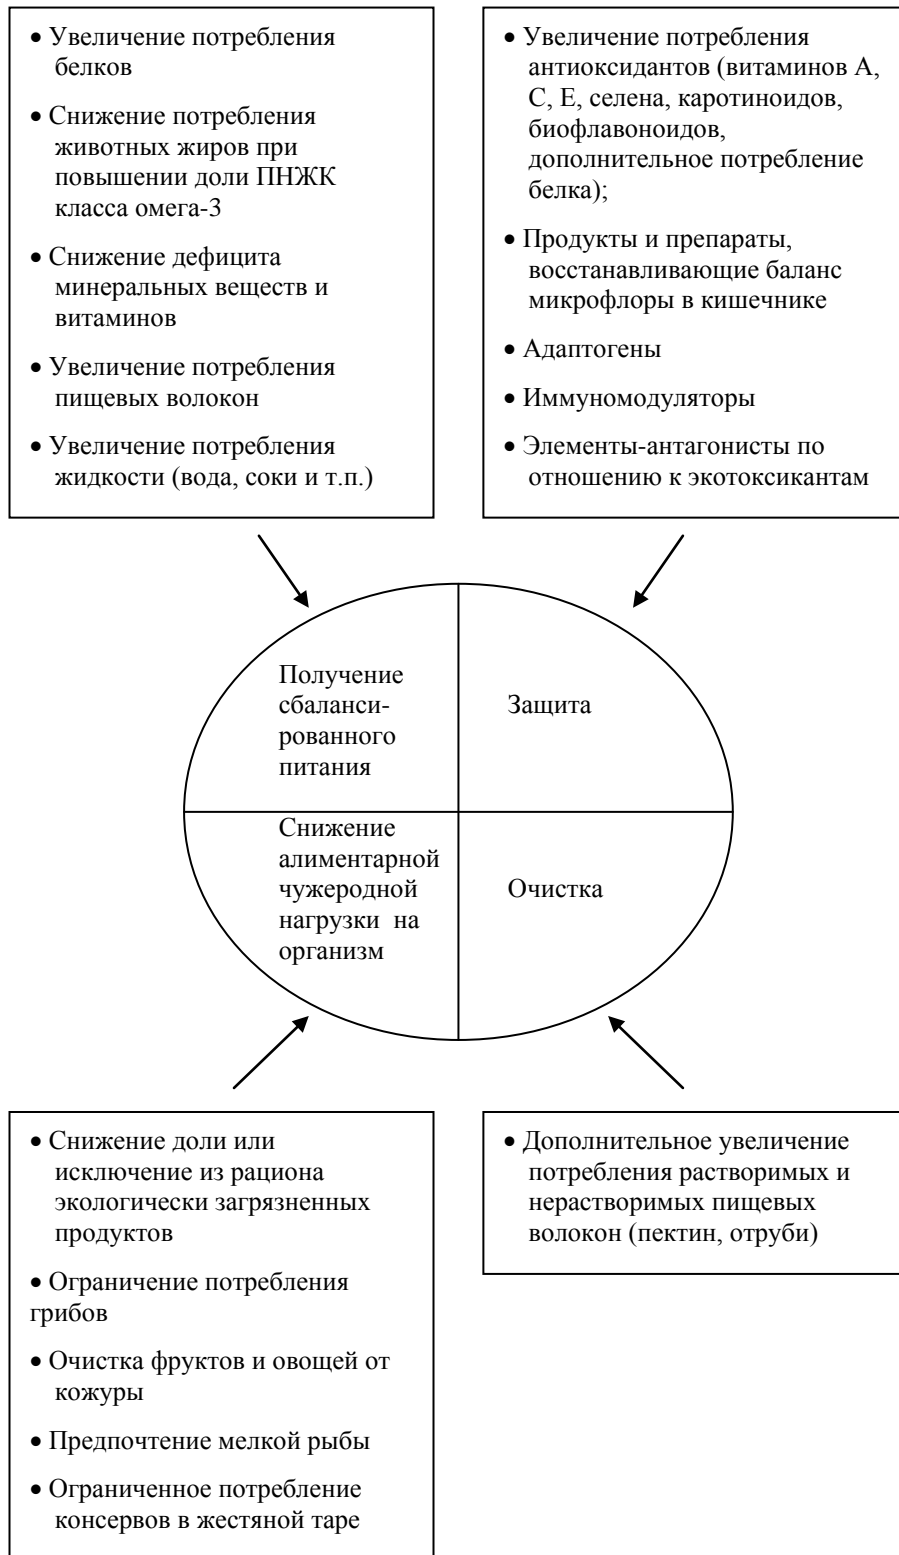 • Увеличение потребления
белков
• Снижение потребления
животных жиров при
повышении доли ПНЖК
класса омега-3
• Снижение дефицита
минеральных веществ и
витаминов
• Увеличение потребления
пищевых волокон
• Увеличение потребления
жидкости (вода, соки и т.п.)
• Увеличение потребления
антиоксидантов (витаминов А,
С, Е, селена, каротиноидов,
биофлавоноидов,
дополнительное потребление
белка);
• Продукты и препараты,
восстанавливающие баланс
микрофлоры в кишечнике
• Адаптогены
• Иммуномодуляторы
• Элементы-антагонисты по
отношению к экотоксикантам
Получение
сбаланси-
рованного
питания
Защита
Снижение
алиментарной
чужеродной
нагрузки на
организм
Очистка
• Снижение доли или
исключение из рациона
экологически загрязненных
продуктов
• Ограничение потребления
грибов
• Очистка фруктов и овощей от
кожуры
• Предпочтение мелкой рыбы
• Ограниченное потребление
консервов в жестяной таре
• Дополнительное увеличение
потребления растворимых и
нерастворимых пищевых
волокон (пектин, отруби)